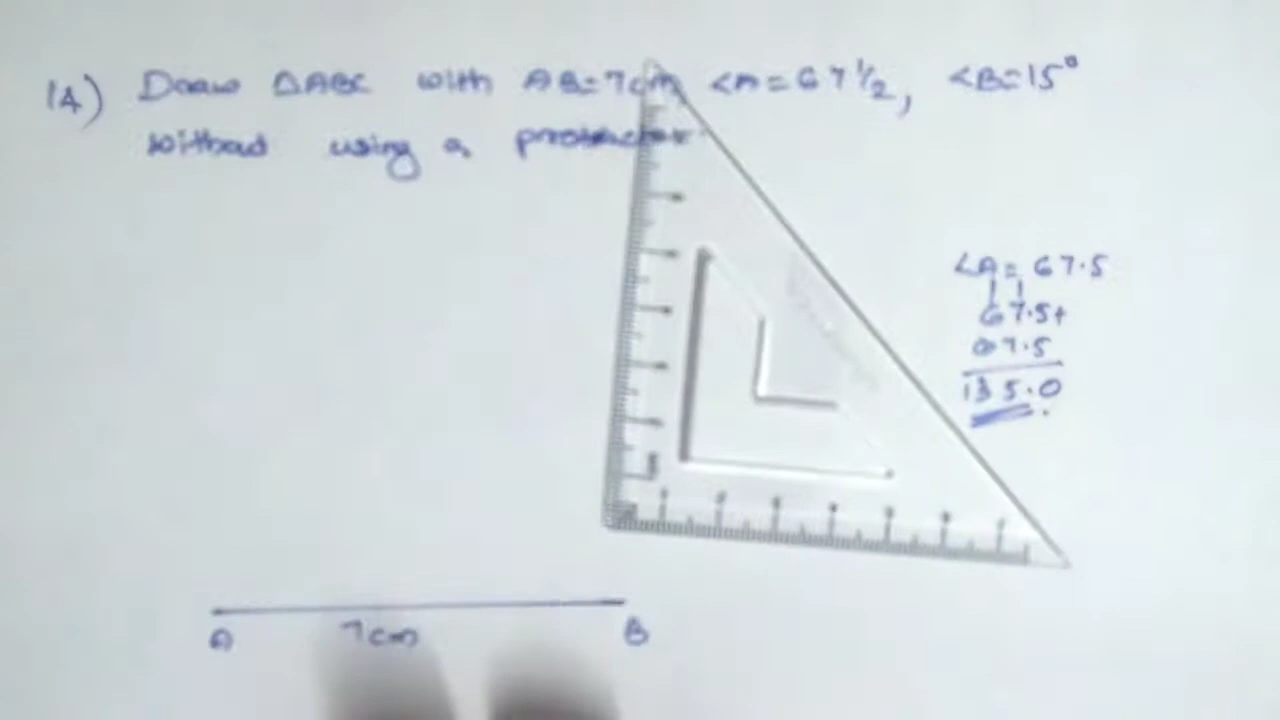 14) Draw ΔABC with AB=7cm, <A=67½, <B=15°
without using a protractor.
<A = 67.5
67.5+
67.5
135.0
7cm
A B